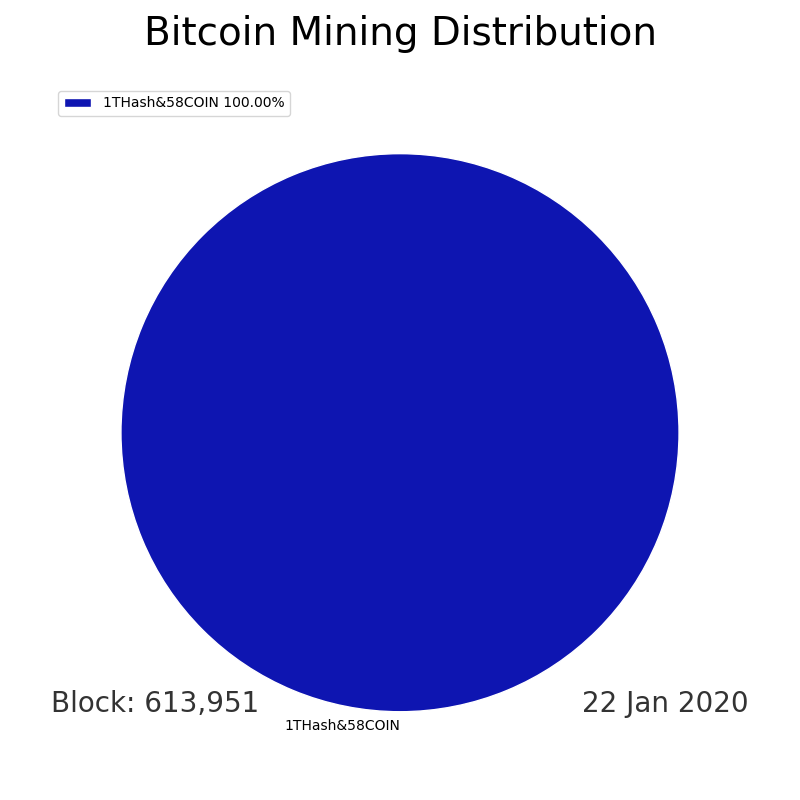 Bitcoin Mining Distribution
1THash&58COIN 100.00%
Block: 613,951
22 Jan 2020
1THash&58COIN